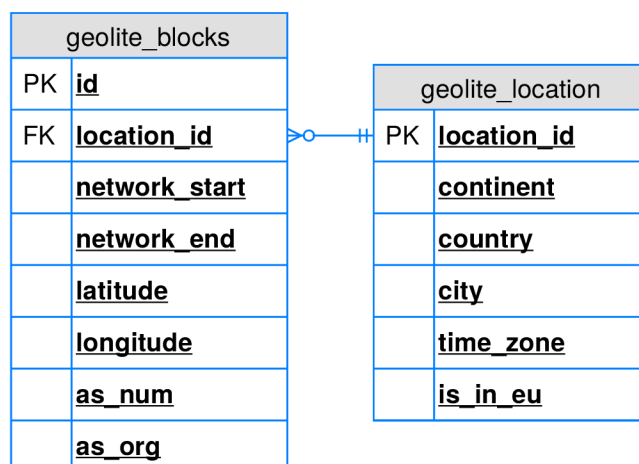 geolite_blocks
PK id
FK location_id
network_start
network_end
latitude
longitude
as_num
as_org
geolite_location
PK location_id
continent
country
city
time_zone
is_in_eu